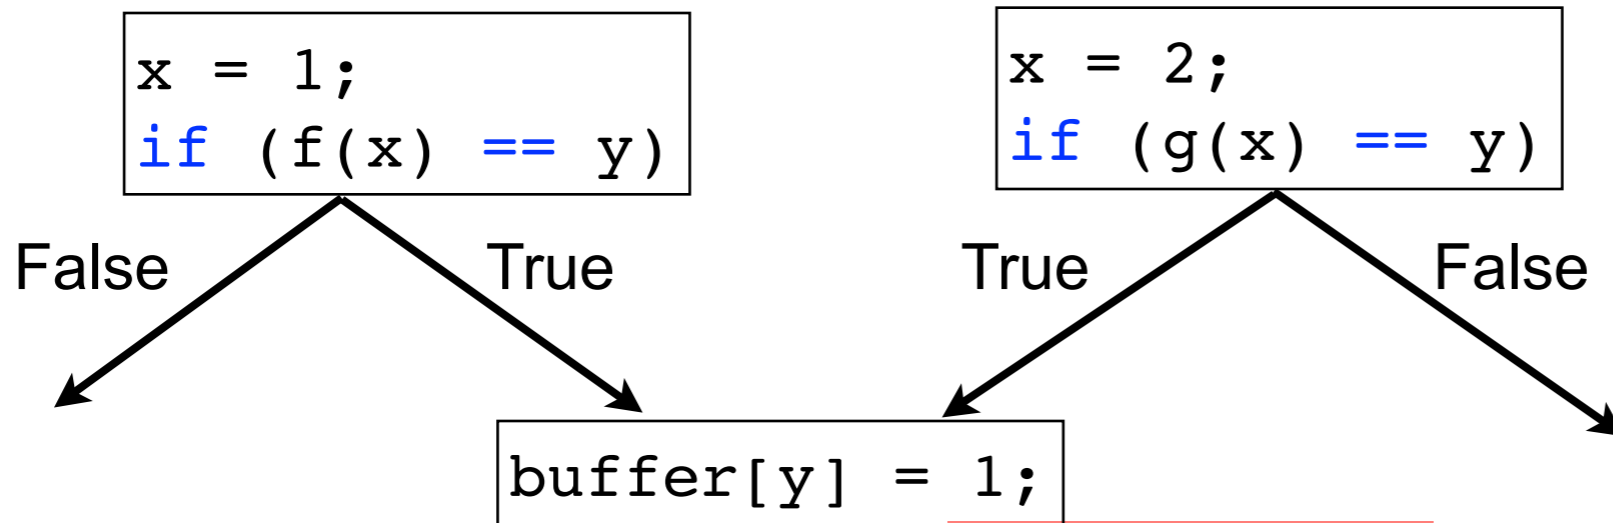 x = 1;
if (f(x) == y)
x = 2;
if (g(x) == y)
False
True
True
False
buffer[y] = 1;